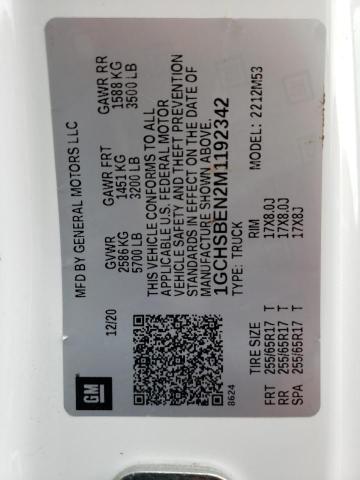 MFD BY GENERAL MOTORS LLC
12/20
GVWR
2586 KG
5700 LB
GAWR FRT
1451 KG
3200 LB
GAWR RR
1588 KG
3500 LB
THIS VEHICLE CONFORMS TO ALL
APPLICABLE U.S. FEDERAL MOTOR
VEHICLE SAFETY AND THEFT PREVENTION
STANDARDS IN EFFECT ON THE DATE OF
MANUFACTURE SHOWN ABOVE.
1GCHSBEN2M1192342
TYPE: TRUCK
MODEL: 2212M53
GM
8624
TIRE SIZE RIM
FRT 255/65R17 T 17X8.0J
RR 255/65R17 T 17X8.0J
SPA 255/65R17 T 17X8J